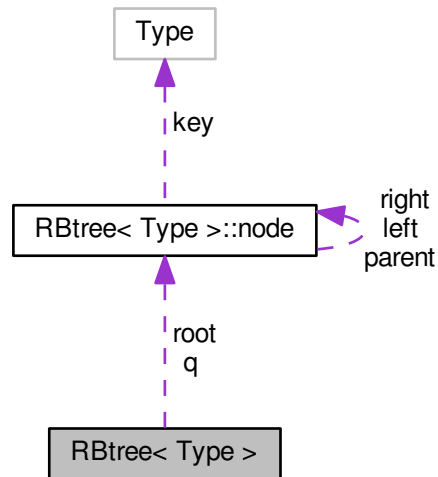 Type
key
RBtree< Type >::node
right
left
parent
root
q
RBtree< Type >